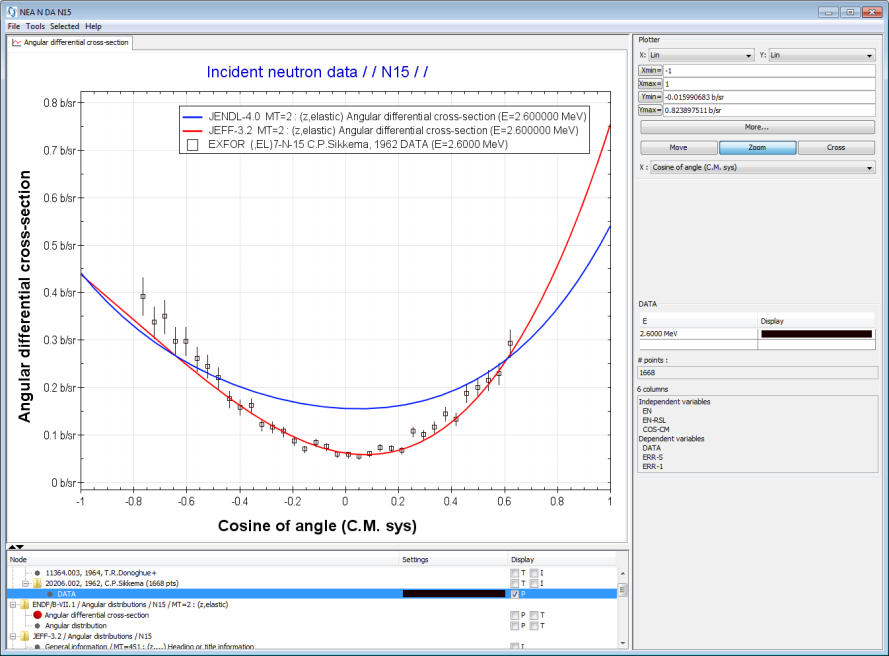 NEA N DA N15
File Tools Selected Help
Angular differential cross-section
Incident neutron data / / N15 / /
JENDL-4.0 MT=2 : (z,elastic) Angular differential cross-section (E=2.600000 MeV)
JEFF-3.2 MT=2 : (z,elastic) Angular differential cross-section (E=2.600000 MeV)
EXFOR (,EL)7-N-15 C.P.Sikkema, 1962 DATA (E=2.6000 MeV)
Angular differential cross-section
0.8 b/sr
0.7 b/sr
0.6 b/sr
0.5 b/sr
0.4 b/sr
0.3 b/sr
0.2 b/sr
0.1 b/sr
0 b/sr
-1 -0.8 -0.6 -0.4 -0.2 0 0.2 0.4 0.6 0.8 1
Cosine of angle (C.M. sys)
Plotter
X: Lin Y: Lin
Xmin= -1
Xmax= 1
Ymin= -0.015990683 b/sr
Ymax= 0.823897511 b/sr
More...
Move Zoom Cross
X : Cosine of angle (C.M. sys)
DATA
E Display
2.6000 MeV
# points :
1668
6 columns
Independent variables
EN
EN-RSL
COS-CM
Dependent variables
DATA
ERR-S
ERR-1
Node Settings Display
11364.003, 1964, T.R.Donoghue+ T I
20206.002, 1962, C.P.Sikkema (1668 pts) T I
DATA P
ENDF/B-VII.1 / Angular distributions / N15 / MT=2 : (z,elastic)
Angular differential cross-section P T
Angular distribution P T
JEFF-3.2 / Angular distributions / N15
General information / MT=451 : (z,...) Heading or title information I